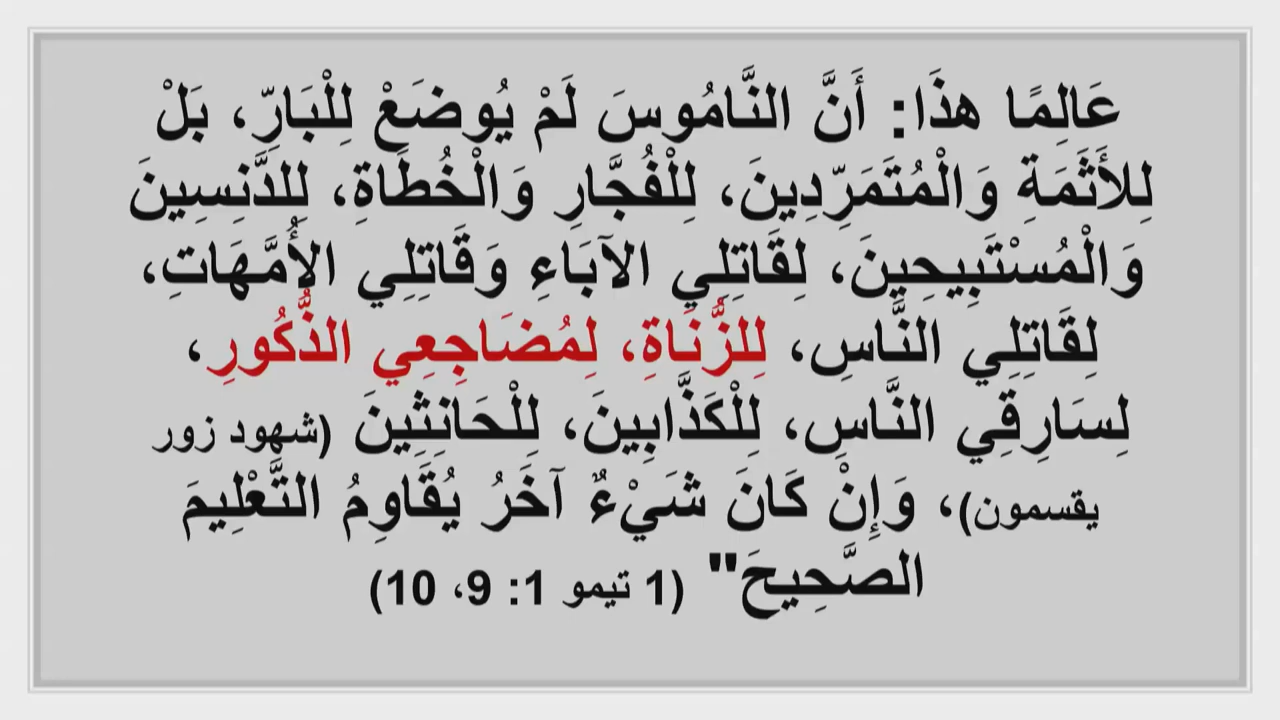 عَالِمًا هذَا: أَنَّ النَّامُوسَ لَمْ يُوضَعْ لِلْبَارِّ، بَلْ
لِلأَثَمَةِ وَالْمُتَمَرِّدِينَ، لِلْفُجَّارِ وَالْخُطَاةِ، لِلدَّنِسِينَ
وَالْمُسْتَبِيحِينَ، لِقَاتِلِي الآبَاءِ وَقَاتِلِي الأُمَّهَاتِ،
لِقَاتِلِي النَّاسِ، لِلزُّنَاةِ، لِمُضَاجِعِي الذُّكُورِ،
لِسَارِقِي النَّاسِ، لِلْكَذَّابِينَ، لِلْحَانِثِينَ (شهود زور
يقسمون)، وَإِنْ كَانَ شَيْءٌ آخَرُ يُقَاوِمُ التَّعْلِيمَ
الصَّحِيحَ" (1 تيمو 1: 9، 10)